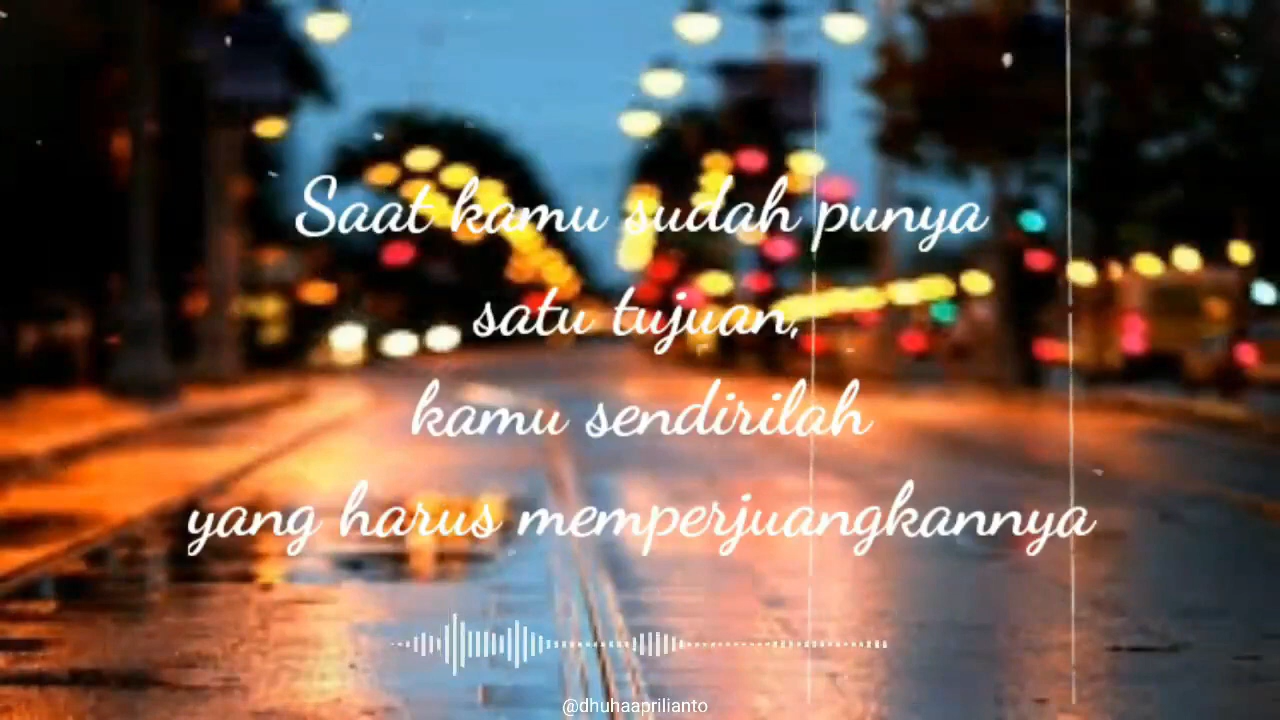 Saat kamu sudah punya
satu tujuan,
kamu sendirilah
yang harus memperjuangkannya
@dhuhaaprilianto